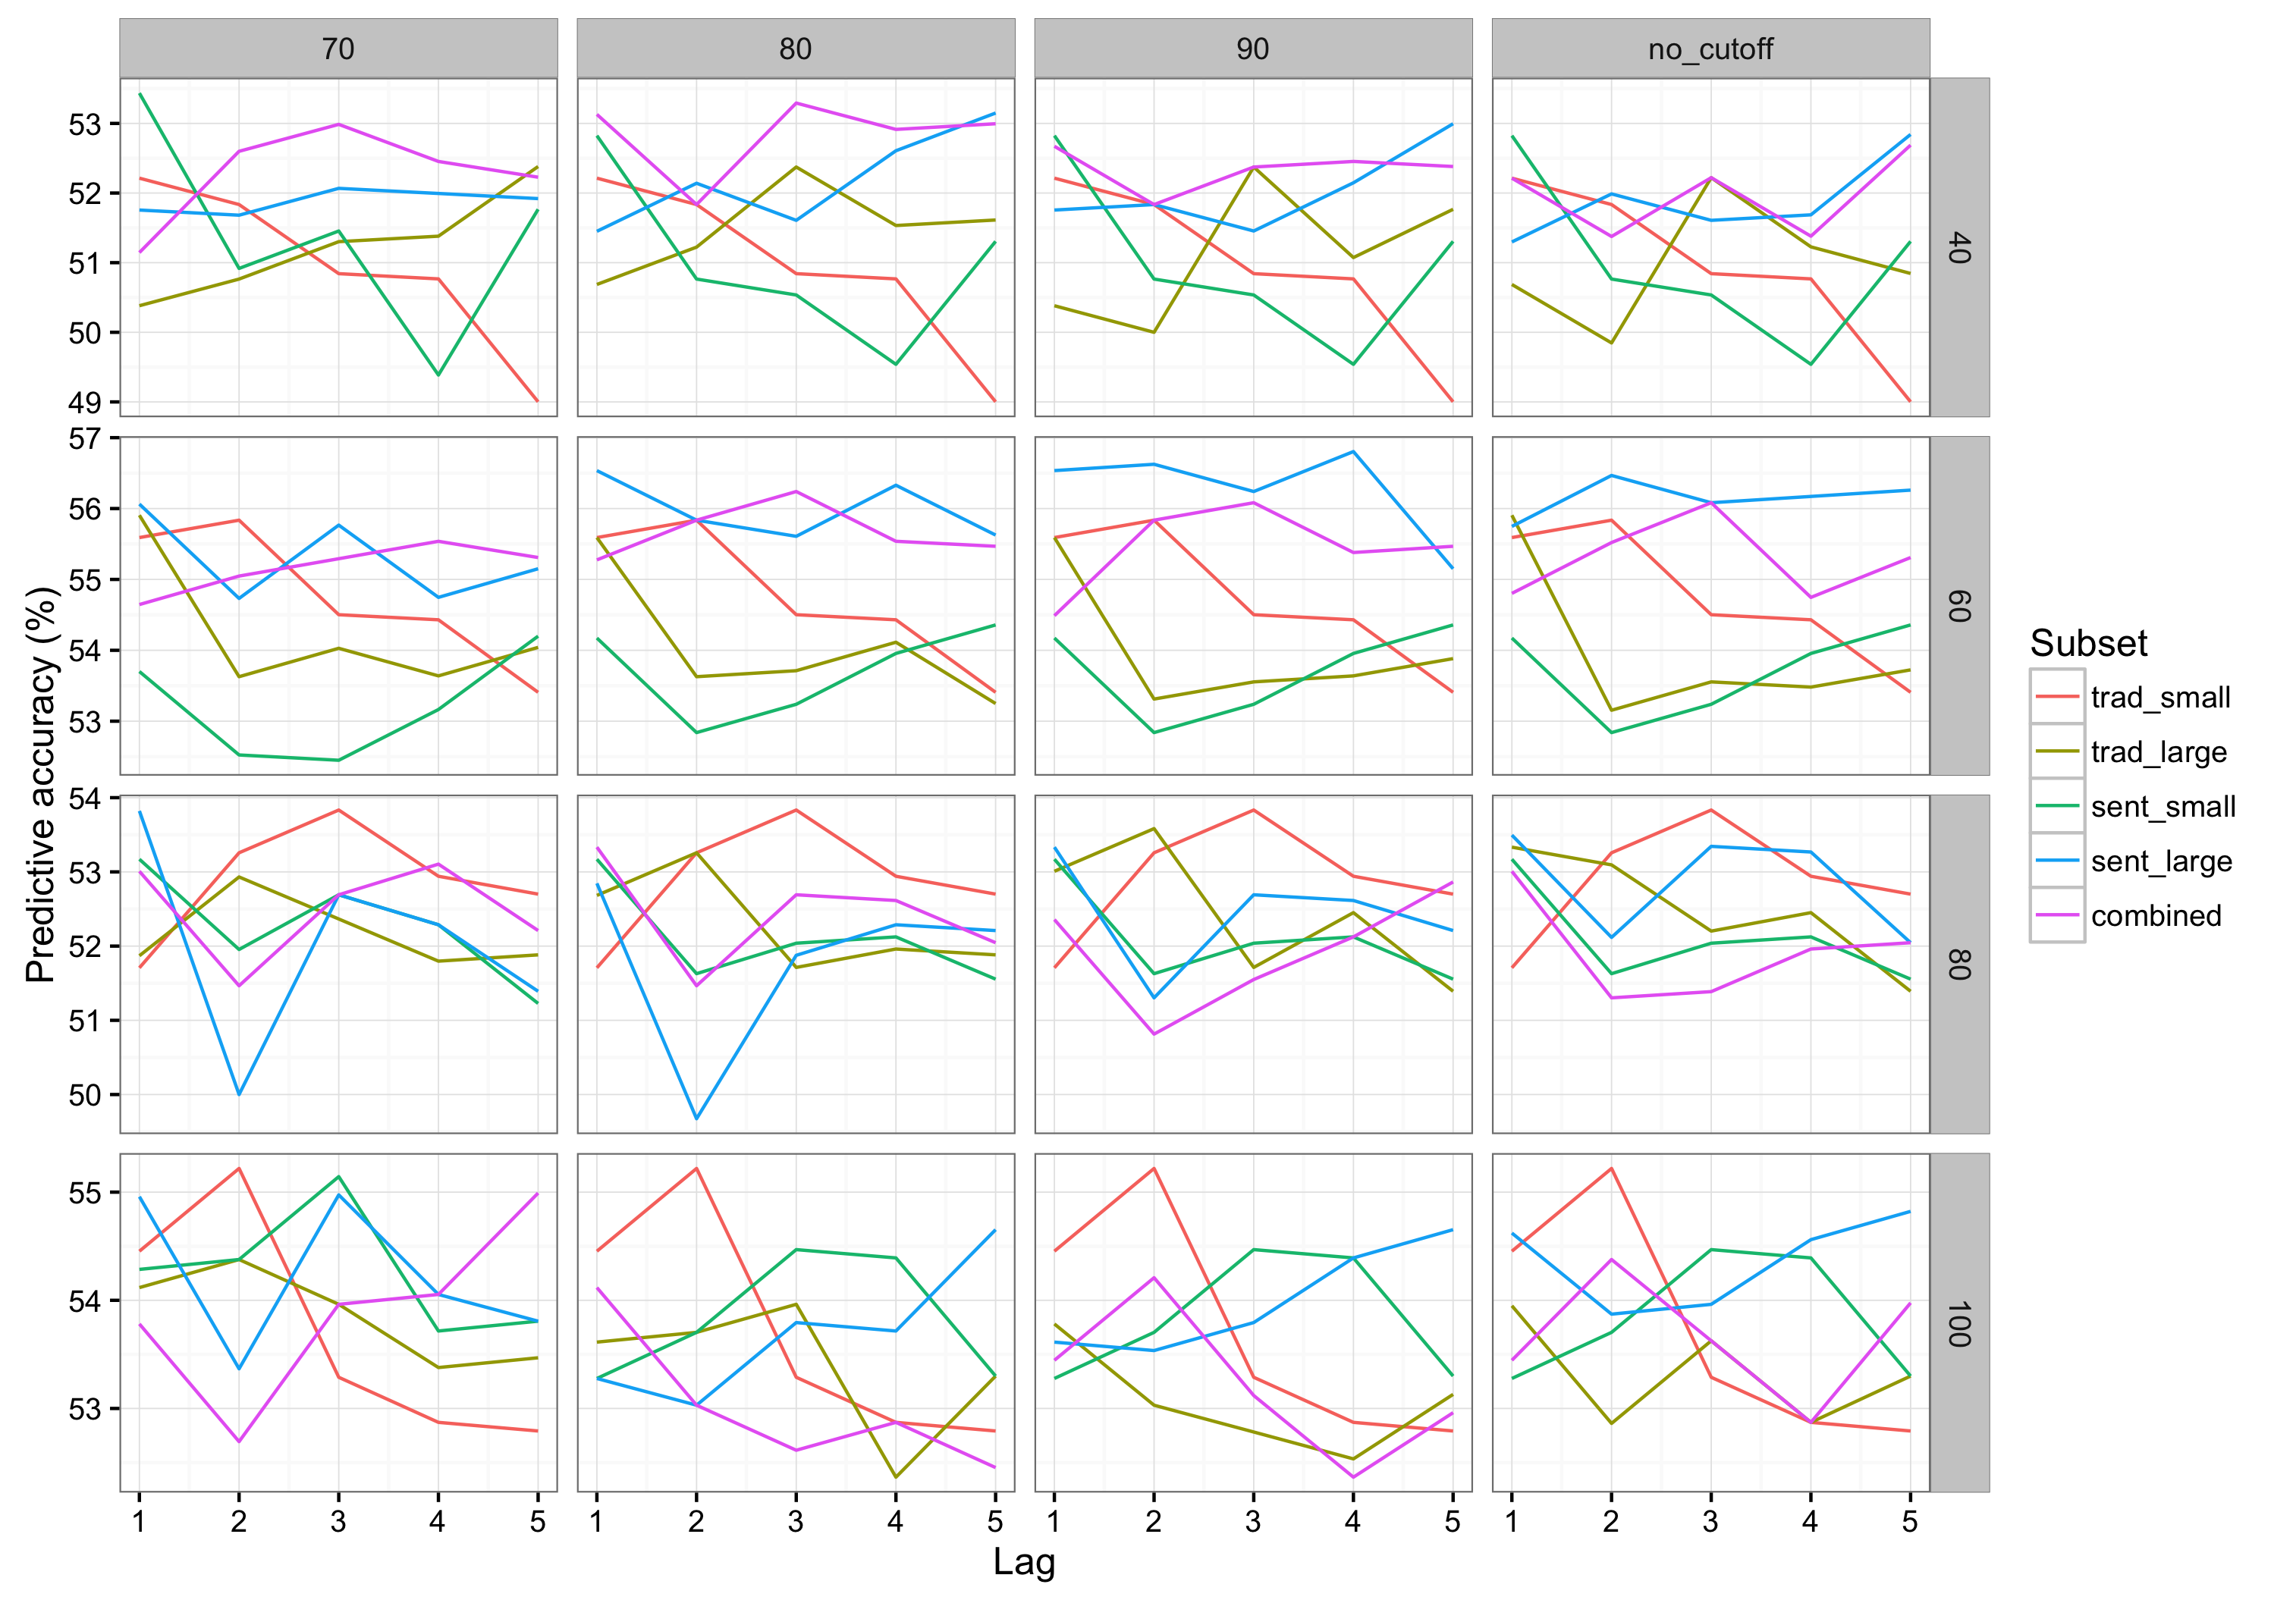 70 80 90 no_cutoff
53
52
51
50
49
40
57
56
55
54
53
60
54
53
52
51
50
80
55
54
53
100
1 2 3 4 5 1 2 3 4 5 1 2 3 4 5 1 2 3 4 5
Lag
Predictive accuracy (%)
Subset
trad_small
trad_large
sent_small
sent_large
combined